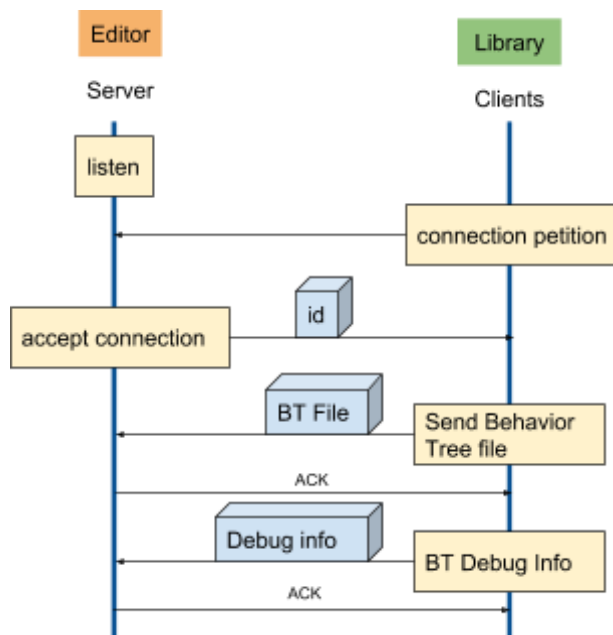 Editor
Library
Server
Clients
listen
connection petition
id
accept connection
BT File
Send Behavior
Tree file
ACK
Debug info
BT Debug Info
ACK